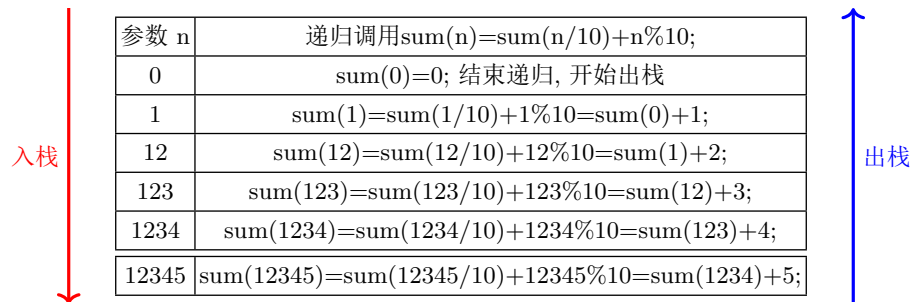 参数 n 递归调用sum(n)=sum(n/10)+n%10;
0 sum(0)=0; 结束递归, 开始出栈
1 sum(1)=sum(1/10)+1%10=sum(0)+1;
12 sum(12)=sum(12/10)+12%10=sum(1)+2;
入栈
出栈
123 sum(123)=sum(123/10)+123%10=sum(12)+3;
1234 sum(1234)=sum(1234/10)+1234%10=sum(123)+4;
12345 sum(12345)=sum(12345/10)+12345%10=sum(1234)+5;